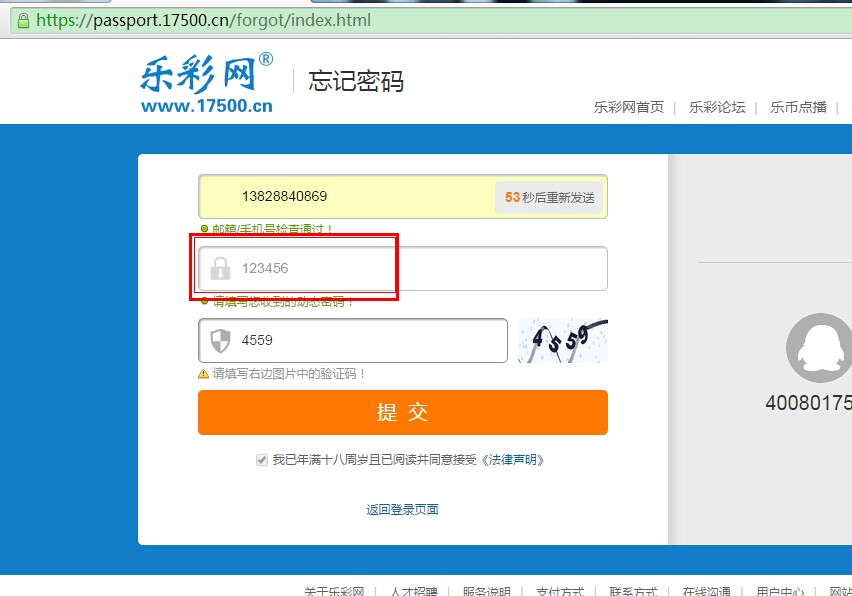 https://passport.17500.cn/forgot/index.html
乐彩网®
www.17500.cn
忘记密码
乐彩网首页 | 乐彩论坛 | 乐币点播 |
13828840869
53秒后重新发送
邮箱/手机号检查通过！
123456
请填写您收到的动态密码！
4559
4559
请填写右边图片中的验证码！
提 交
我已年满十八周岁且已阅读并同意接受《法律声明》
返回登录页面
40080175
关于乐彩网 | 人才招聘 | 服务说明 | 支付方式 | 联系方式 | 在线沟通 | 用户中心 | 网站